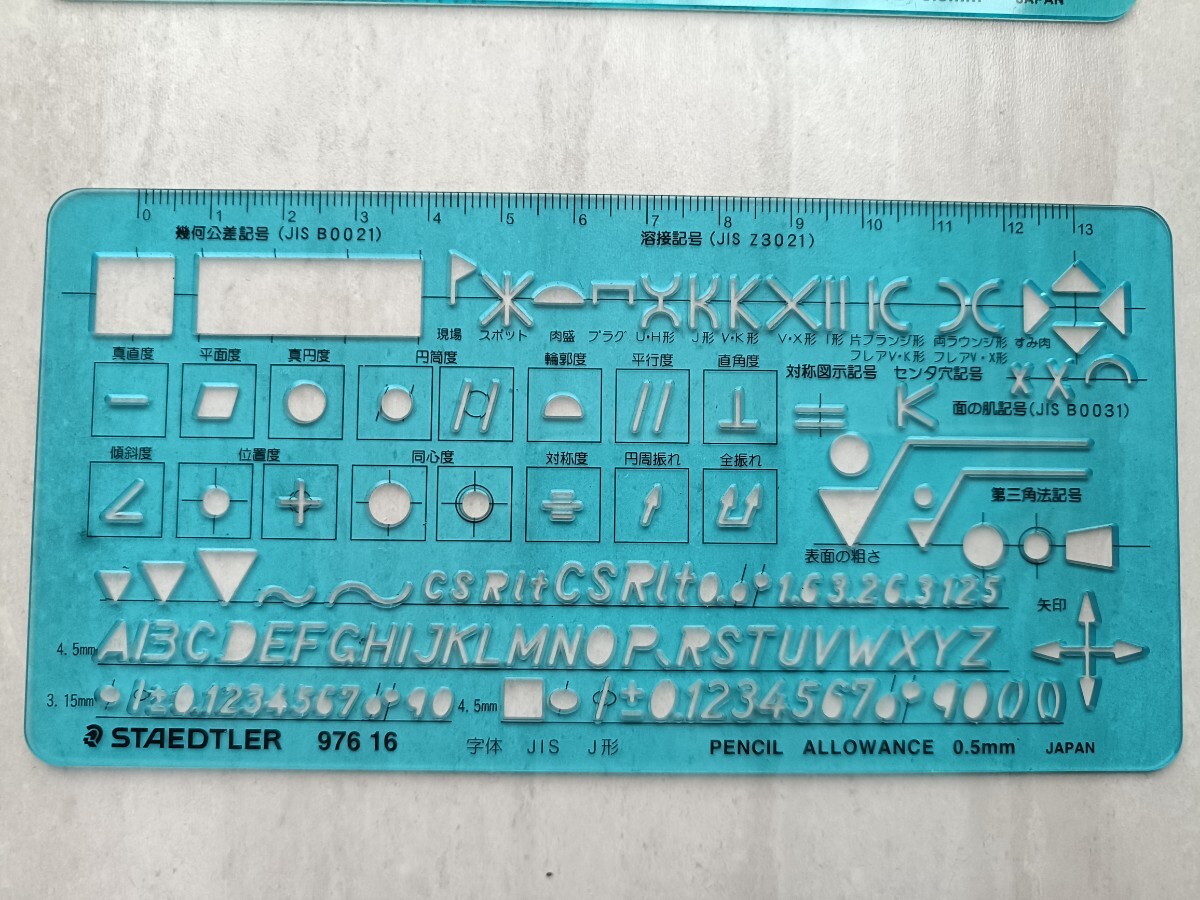 JAPAN
0 1 2 3 4 5 6 7 8 9 10 11 12 13
幾何公差記号 (JIS B0021) 溶接記号 (JIS Z3021)
現場 スポット 肉盛 プラグ U・H形 J形 V・K形 V・X形 I形 片フランジ形 両ラウンジ形 すみ肉
フレアV・K形 フレアV・X形
真直度 平面度 真円度 円筒度 輪郭度 平行度 直角度 対称図示記号 センタ穴記号
面の肌記号(JIS B0031)
傾斜度 位置度 同心度 対称度 円周振れ 全振れ
第三角法記号
表面の粗さ
CSRltCSRlt0. 1.6 3.2 6.3 12.5
矢印
4.5mm ABCDEFGHIJKLMNOP.RSTUVWXYZ
3.15mm ± 0.1234567 90 4.5mm ± 0.1234567 90 () ()
STAEDTLER 976 16 字体 JIS J形 PENCIL ALLOWANCE 0.5mm JAPAN